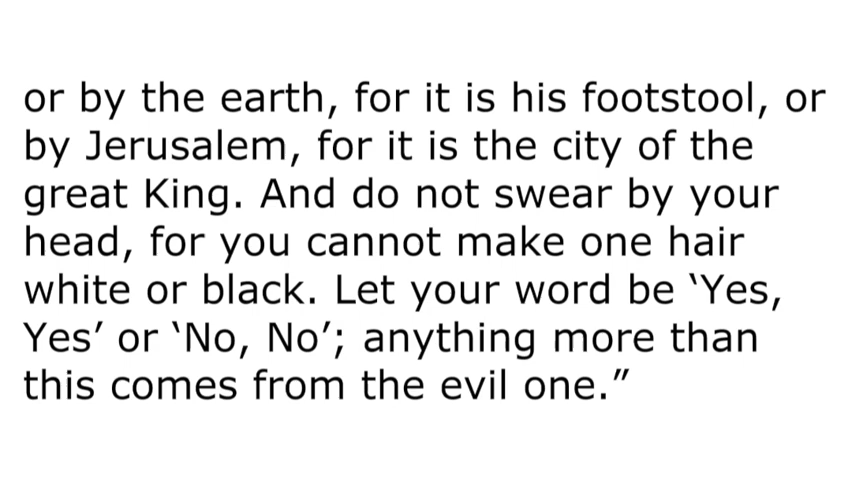 or by the earth, for it is his footstool, or
by Jerusalem, for it is the city of the
great King. And do not swear by your
head, for you cannot make one hair
white or black. Let your word be ‘Yes,
Yes’ or ‘No, No’; anything more than
this comes from the evil one.”